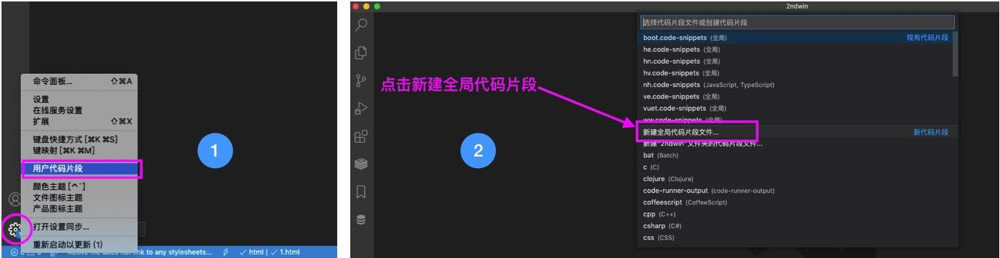 命令面板... ⇧⌘A
设置
在线服务设置
扩展 ⇧⌘X
键盘快捷方式 [⌘K ⌘S]
键映射 [⌘K ⌘M]
用户代码片段
颜色主题 [^`]
文件图标主题
产品图标主题
打开设置同步...
重新启动以更新 (1)
Active file does not link to any stylesheets...
html | 1.html
1
2ndwin
选择代码片段文件或创建代码片段
boot.code-snippets (全局) 现有代码片段
he.code-snippets (全局)
hn.code-snippets (全局)
hv.code-snippets (全局)
nh.code-snippets (JavaScript, TypeScript)
ve.code-snippets (全局)
vuet.code-snippets (全局)
ww.code-snippets (全局)
新建全局代码片段文件... 新代码片段
新建"2ndwin"文件夹的代码片段文件...
bat (Batch)
c (C)
clojure (Clojure)
code-runner-output (code-runner-output)
coffeescript (CoffeeScript)
cpp (C++)
csharp (C#)
css (CSS)
点击新建全局代码片段
2